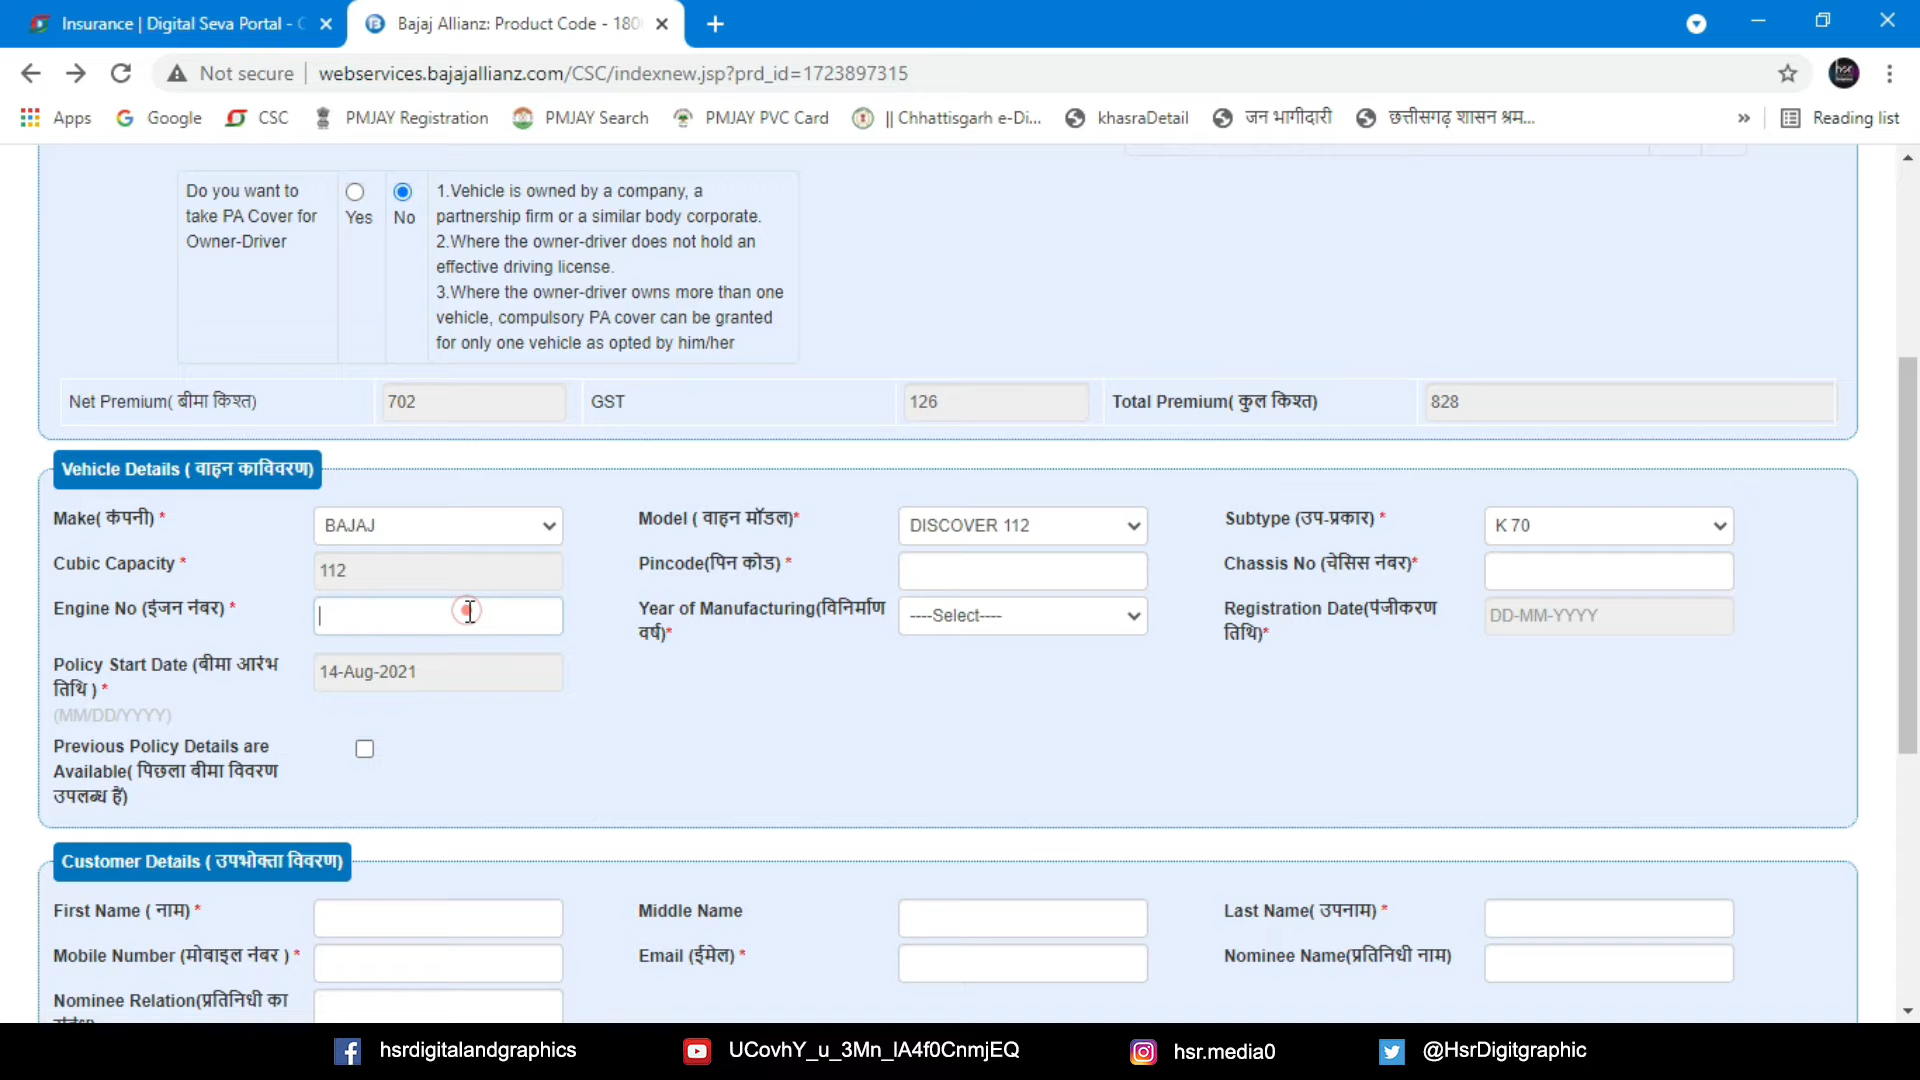 Insurance | Digital Seva Portal - C
Bajaj Allianz: Product Code - 180
Not secure
webservices.bajajallianz.com/CSC/indexnew.jsp?prd_id=1723897315
Apps
Google
CSC
PMJAY Registration
PMJAY Search
PMJAY PVC Card
|| Chhattisgarh e-Di...
khasraDetail
जन भागीदारी
छत्तीसगढ़ शासन श्रम...
»
Reading list
Do you want to
take PA Cover for
Owner-Driver
Yes
No
1.Vehicle is owned by a company, a
partnership firm or a similar body corporate.
2.Where the owner-driver does not hold an
effective driving license.
3.Where the owner-driver owns more than one
vehicle, compulsory PA cover can be granted
for only one vehicle as opted by him/her
Net Premium( बीमा किश्त)
702
GST
126
Total Premium( कुल किश्त)
828
Vehicle Details ( वाहन काविवरण)
Make( कंपनी) *
BAJAJ
Model ( वाहन मॉडल)*
DISCOVER 112
Subtype (उप-प्रकार) *
K 70
Cubic Capacity *
112
Pincode(पिन कोड) *
Chassis No (चेसिस नंबर)*
Engine No (इंजन नंबर) *
Year of Manufacturing(विनिर्माण
वर्ष)*
----Select----
Registration Date(पंजीकरण
तिथि)*
DD-MM-YYYY
Policy Start Date (बीमा आरंभ
तिथि ) *
(MM/DD/YYYY)
14-Aug-2021
Previous Policy Details are
Available( पिछला बीमा विवरण
उपलब्ध हैं)
Customer Details ( उपभोक्ता विवरण)
First Name ( नाम) *
Middle Name
Last Name( उपनाम) *
Mobile Number (मोबाइल नंबर ) *
Email (ईमेल) *
Nominee Name(प्रतिनिधी नाम)
Nominee Relation(प्रतिनिधी का
hsrdigitalandgraphics
UCovhY_u_3Mn_lA4f0CnmjEQ
hsr.media0
@HsrDigitgraphic